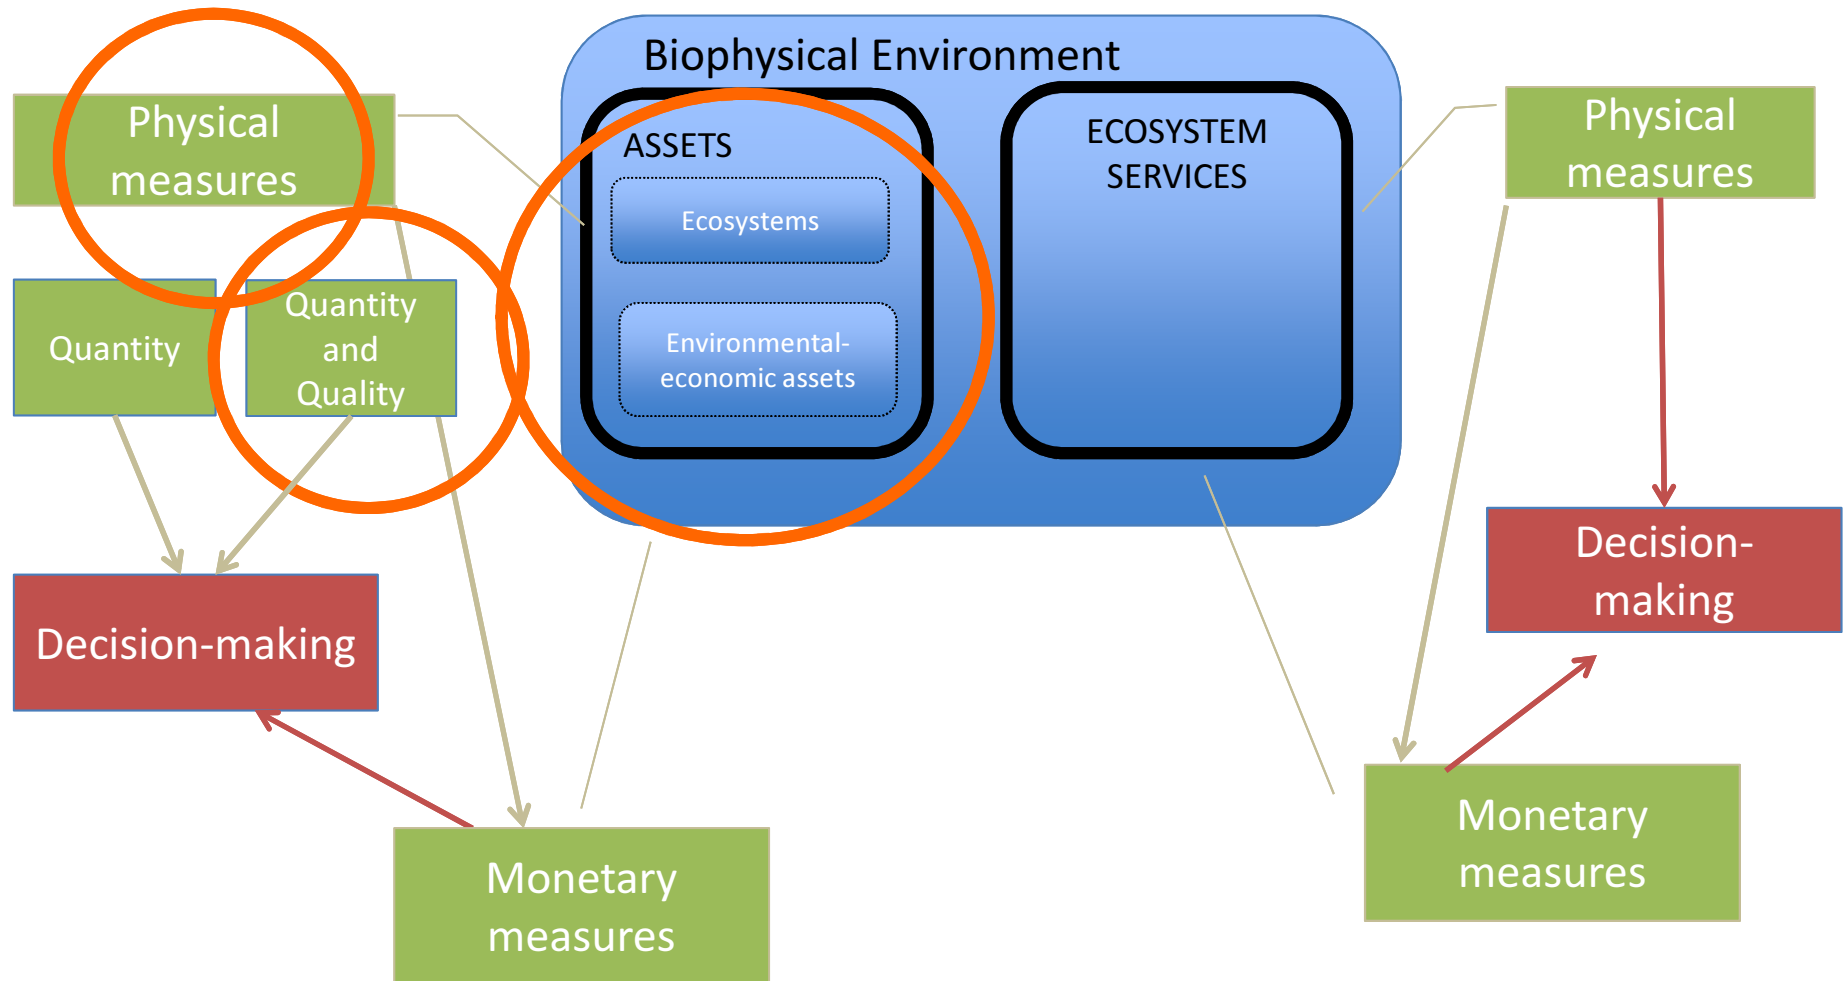 Biophysical Environment
Physical
measures
ASSETS
Ecosystems
Environmental-
economic assets
ECOSYSTEM
SERVICES
Physical
measures
Quantity
Quantity
and
Quality
Decision-making
Decision-
making
Monetary
measures
Monetary
measures